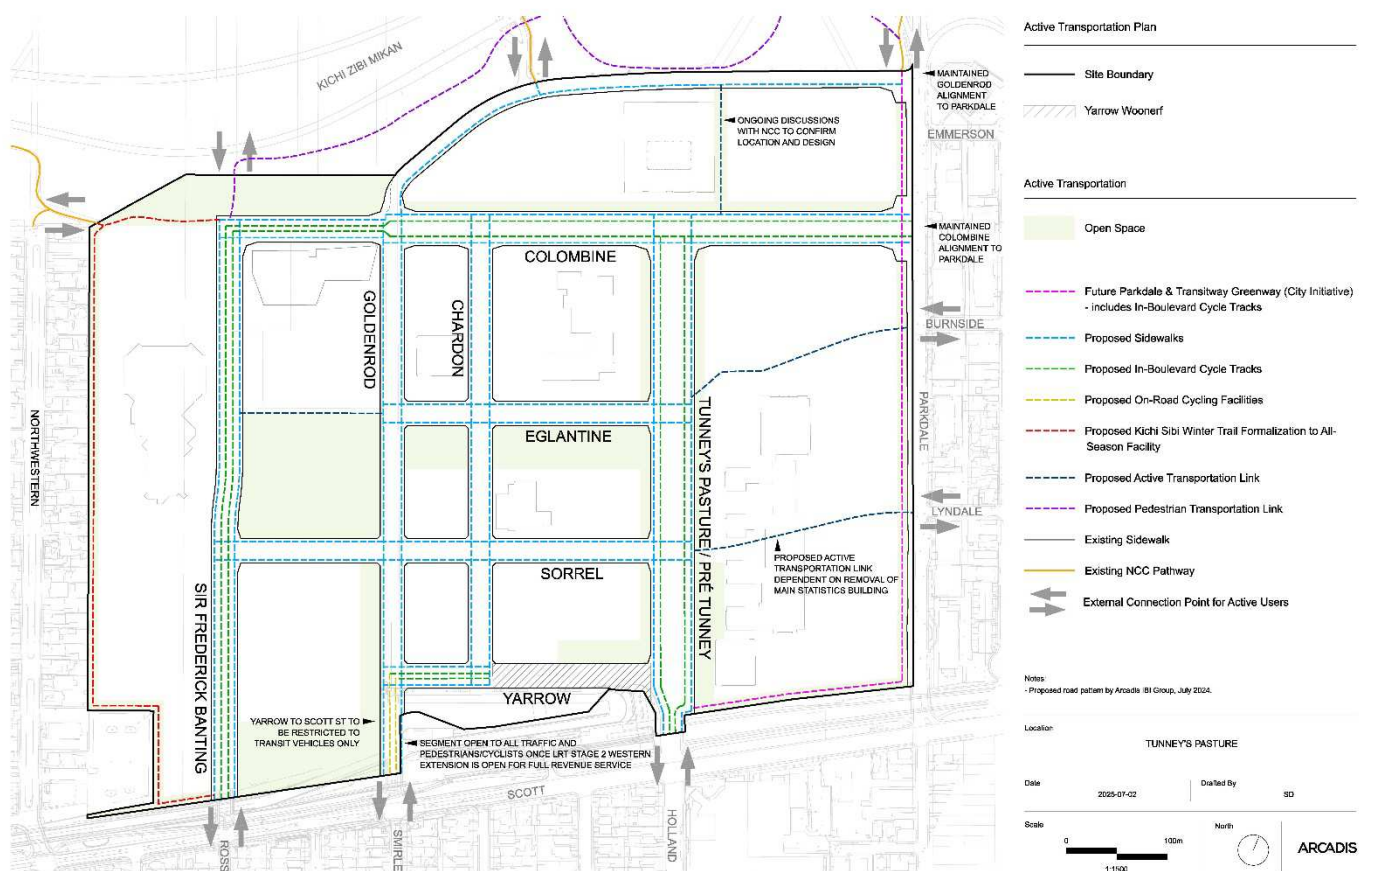 KICHI ZIBI MIKAN
MAINTAINED
GOLDENROD
ALIGNMENT
TO PARKDALE
ONGOING DISCUSSIONS
WITH NCC TO CONFIRM
LOCATION AND DESIGN
EMMERSON
COLOMBINE
MAINTAINED
COLOMBINE
ALIGNMENT TO
PARKDALE
GOLDENROD
CHARDON
BURNSIDE
NORTHWESTERN
EGLANTINE
TUNNEY'S PASTURE / PRÉ TUNNEY
PARKDALE
LYNDALE
SIR FREDERICK BANTING
SORREL
PROPOSED ACTIVE
TRANSPORTATION LINK
DEPENDENT ON REMOVAL OF
MAIN STATISTICS BUILDING
YARROW
YARROW TO SCOTT ST TO
BE RESTRICTED TO
TRANSIT VEHICLES ONLY
SEGMENT OPEN TO ALL TRAFFIC AND
PEDESTRIANS/CYCLISTS ONCE LRT STAGE 2 WESTERN
EXTENSION IS OPEN FOR FULL REVENUE SERVICE
SCOTT
ROSS
SMIRLE
HOLLAND
Active Transportation Plan
Site Boundary
Yarrow Woonerf
Active Transportation
Open Space
Future Parkdale & Transitway Greenway (City Initiative)
- includes In-Boulevard Cycle Tracks
Proposed Sidewalks
Proposed In-Boulevard Cycle Tracks
Proposed On-Road Cycling Facilities
Proposed Kichi Sibi Winter Trail Formalization to All-
Season Facility
Proposed Active Transportation Link
Proposed Pedestrian Transportation Link
Existing Sidewalk
Existing NCC Pathway
External Connection Point for Active Users
Notes:
- Proposed road pattern by Arcadis IBI Group, July 2024.
Location
TUNNEY'S PASTURE
Date
Drafted By
2025-07-02
SD
Scale
North
0 100m
1:1500
ARCADIS